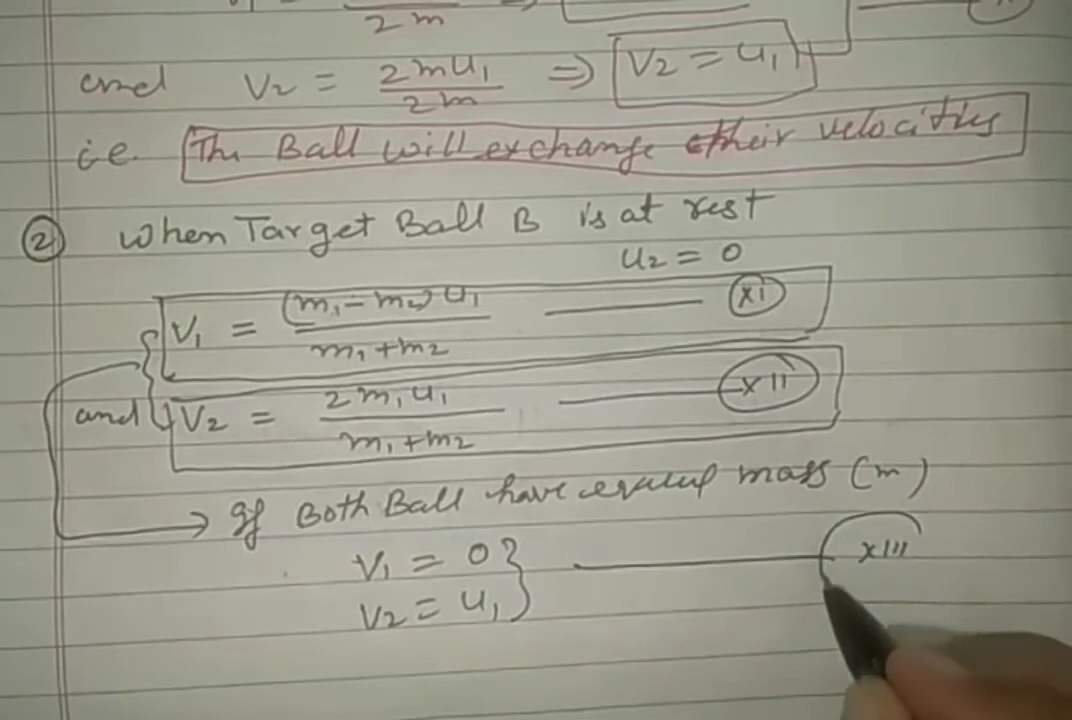 2m
and V₂ = 2mu₁ / 2m ⇒ V₂ = u₁
i.e. The Ball will exchange their velocities
② When Target Ball B is at rest
u₂ = 0
V₁ = (m₁ - m₂) u₁ / m₁ + m₂ XI
and V₂ = 2m₁u₁ / m₁ + m₂ XII
→ If Both Ball have mass (m)
V₁ = 0
V₂ = u₁ } XIII